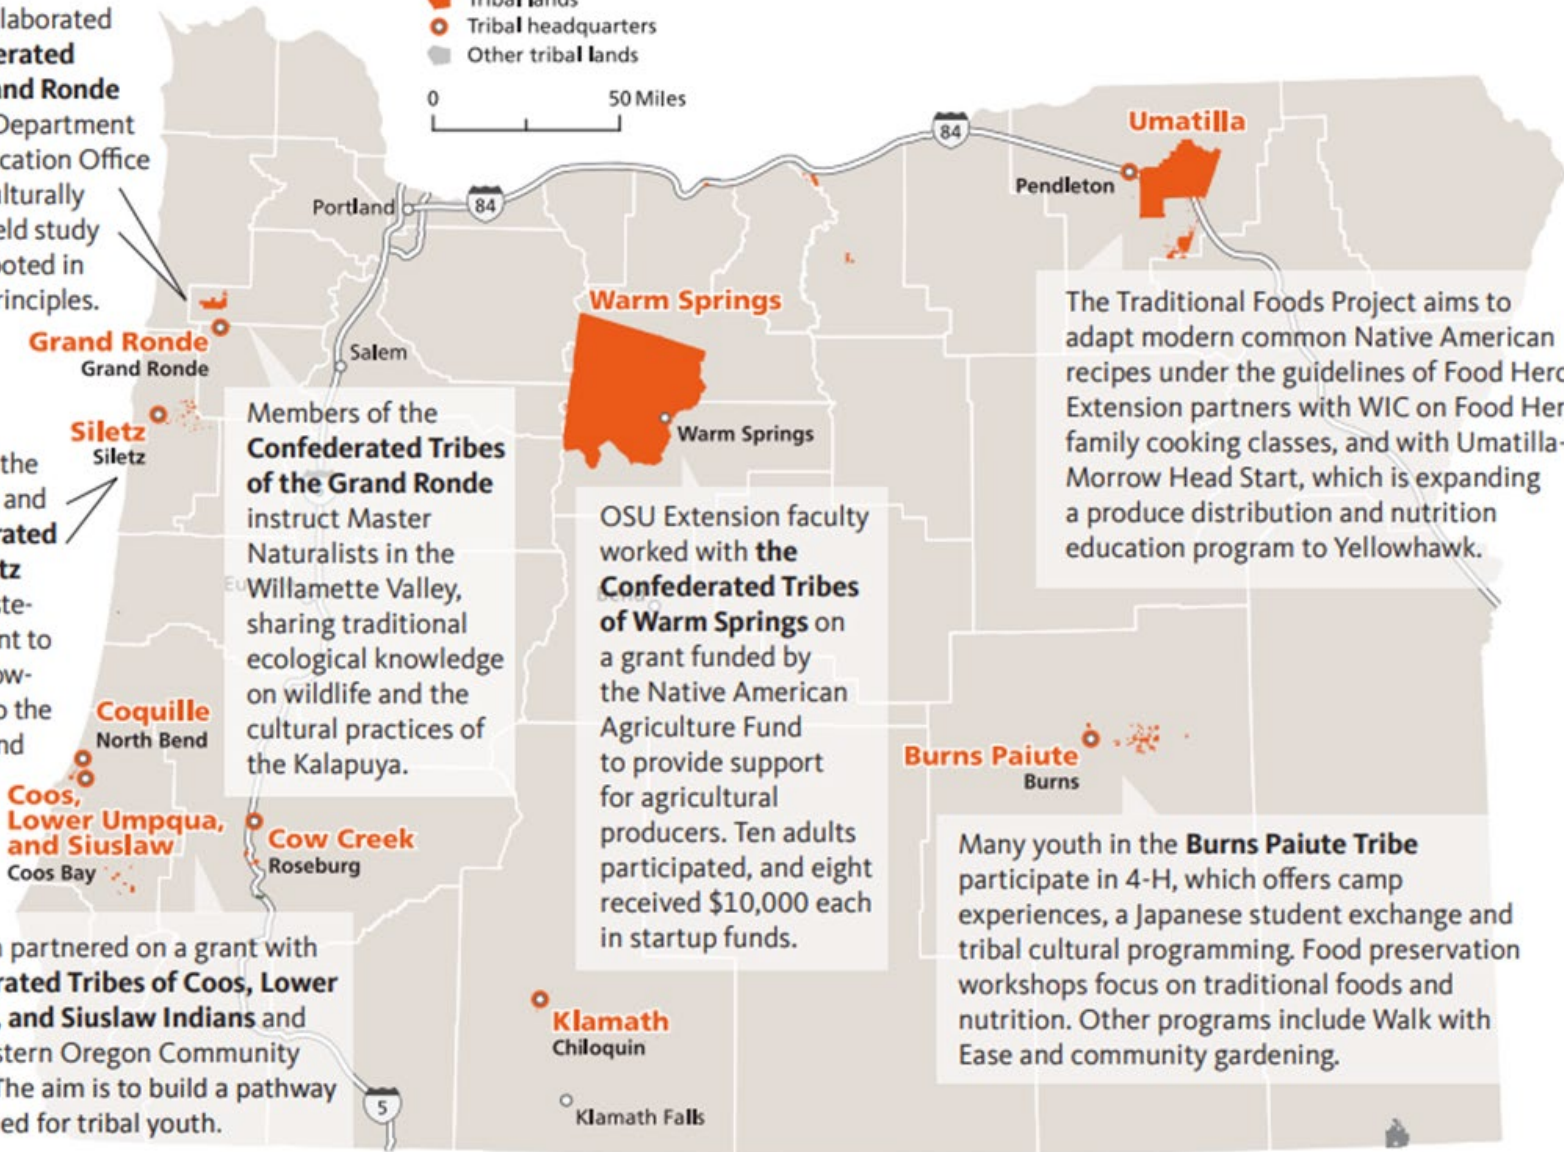 laborated
erated
and Ronde
Department
cation Office
ulturally
eld study
ooted in
rinciples.
Tribal lands
Tribal headquarters
Other tribal lands
0 50 Miles
84
Umatilla
Pendleton
Portland
84
The Traditional Foods Project aims to
adapt modern common Native American
recipes under the guidelines of Food Hero
Extension partners with WIC on Food Her
family cooking classes, and with Umatilla-
Morrow Head Start, which is expanding
a produce distribution and nutrition
education program to Yellowhawk.
Warm Springs
Warm Springs
Grand Ronde
Grand Ronde
Salem
Siletz
Siletz
Members of the
Confederated Tribes
of the Grand Ronde
instruct Master
Naturalists in the
Willamette Valley,
sharing traditional
ecological knowledge
on wildlife and the
cultural practices of
the Kalapuya.
the
and
rated
tz
ste-
nt to
ow-
o the
nd
OSU Extension faculty
worked with the
Confederated Tribes
of Warm Springs on
a grant funded by
the Native American
Agriculture Fund
to provide support
for agricultural
producers. Ten adults
participated, and eight
received $10,000 each
in startup funds.
Bend
Coquille
North Bend
Coos,
Lower Umpqua,
and Siuslaw
Coos Bay
Cow Creek
Roseburg
Burns Paiute
Burns
Many youth in the Burns Paiute Tribe
participate in 4-H, which offers camp
experiences, a Japanese student exchange and
tribal cultural programming. Food preservation
workshops focus on traditional foods and
nutrition. Other programs include Walk with
Ease and community gardening.
n partnered on a grant with
rated Tribes of Coos, Lower
, and Siuslaw Indians and
stern Oregon Community
The aim is to build a pathway
ed for tribal youth.
5
Klamath
Chiloquin
Klamath Falls